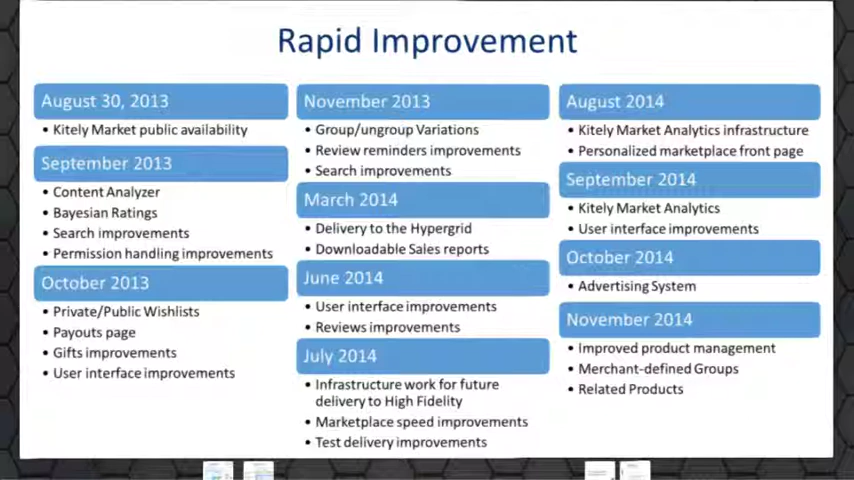 Rapid Improvement
August 30, 2013
• Kitely Market public availability
September 2013
• Content Analyzer
• Bayesian Ratings
• Search improvements
• Permission handling improvements
October 2013
• Private/Public Wishlists
• Payouts page
• Gifts improvements
• User interface improvements
November 2013
• Group/ungroup Variations
• Review reminders improvements
• Search improvements
March 2014
• Delivery to the Hypergrid
• Downloadable Sales reports
June 2014
• User interface improvements
• Reviews improvements
July 2014
• Infrastructure work for future
delivery to High Fidelity
• Marketplace speed improvements
• Test delivery improvements
August 2014
• Kitely Market Analytics infrastructure
• Personalized marketplace front page
September 2014
• Kitely Market Analytics
• User interface improvements
October 2014
• Advertising System
November 2014
• Improved product management
• Merchant-defined Groups
• Related Products